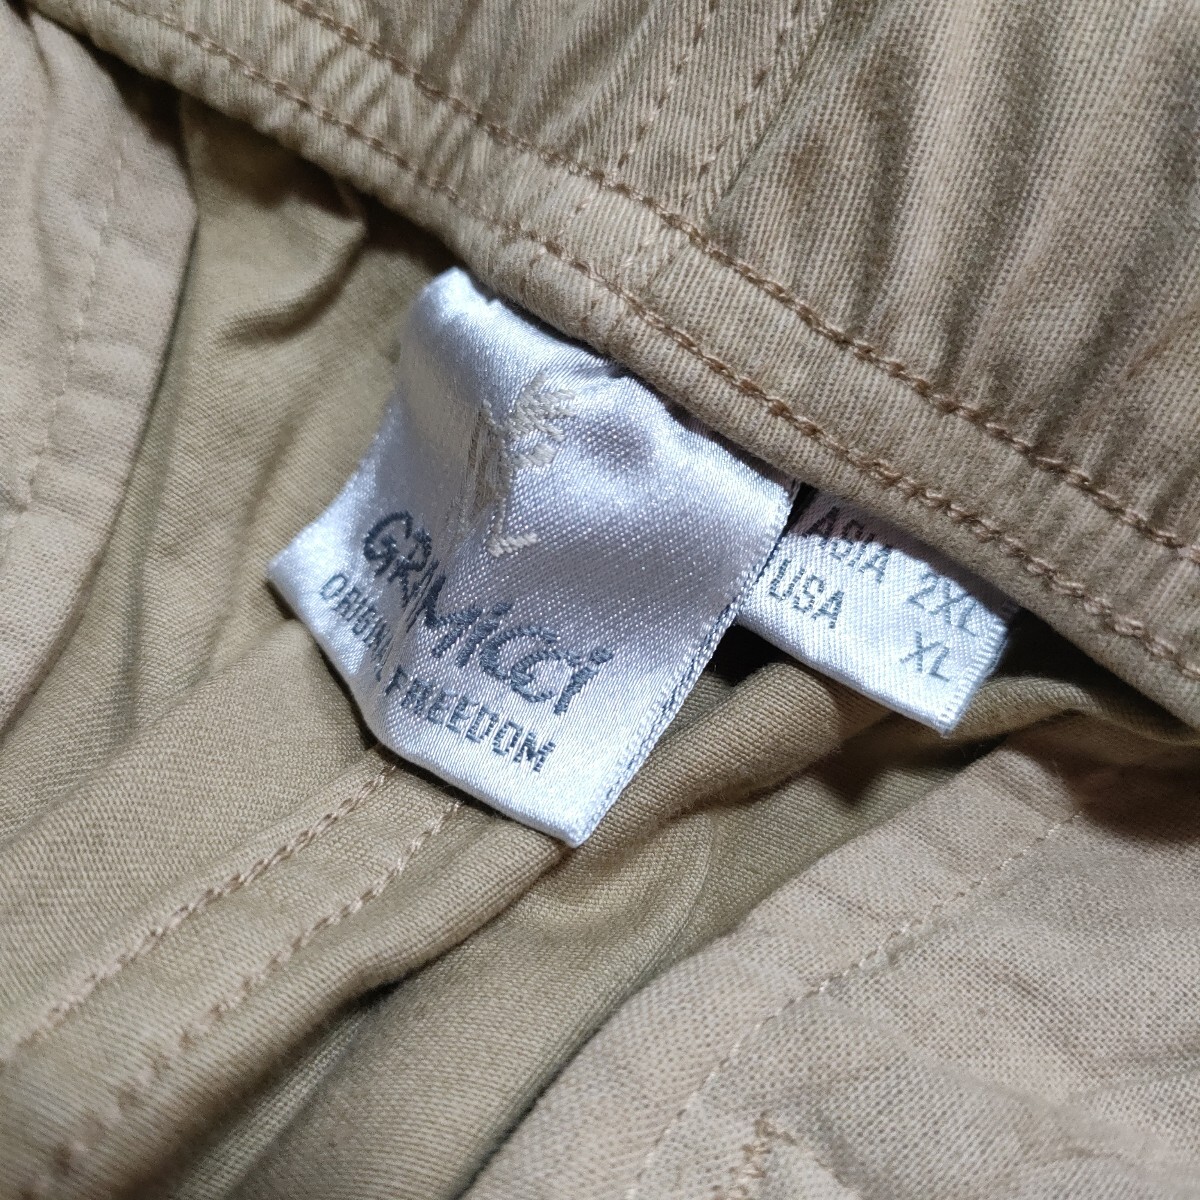 GRAMiCCi
ORIGINAL FREEDOM
ASIA 2XL
USA XL